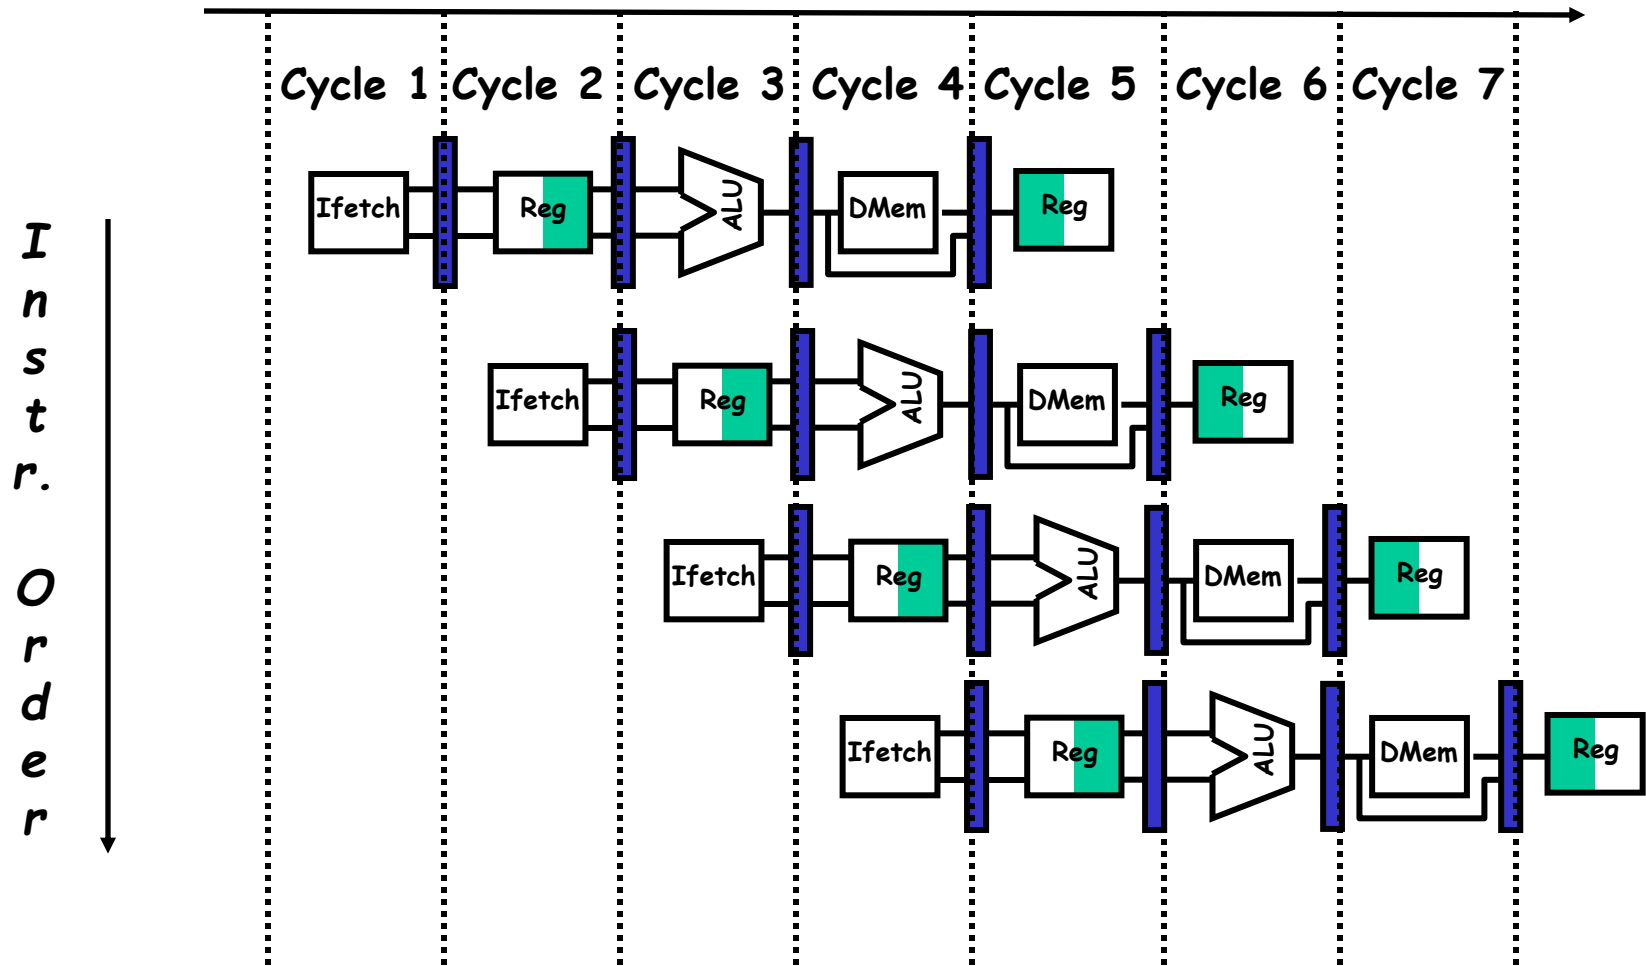 Cycle 1 Cycle 2 Cycle 3 Cycle 4 Cycle 5 Cycle 6 Cycle 7
Instr. Order
Ifetch Reg ALU DMem Reg
Ifetch Reg ALU DMem Reg
Ifetch Reg ALU DMem Reg
Ifetch Reg ALU DMem Reg